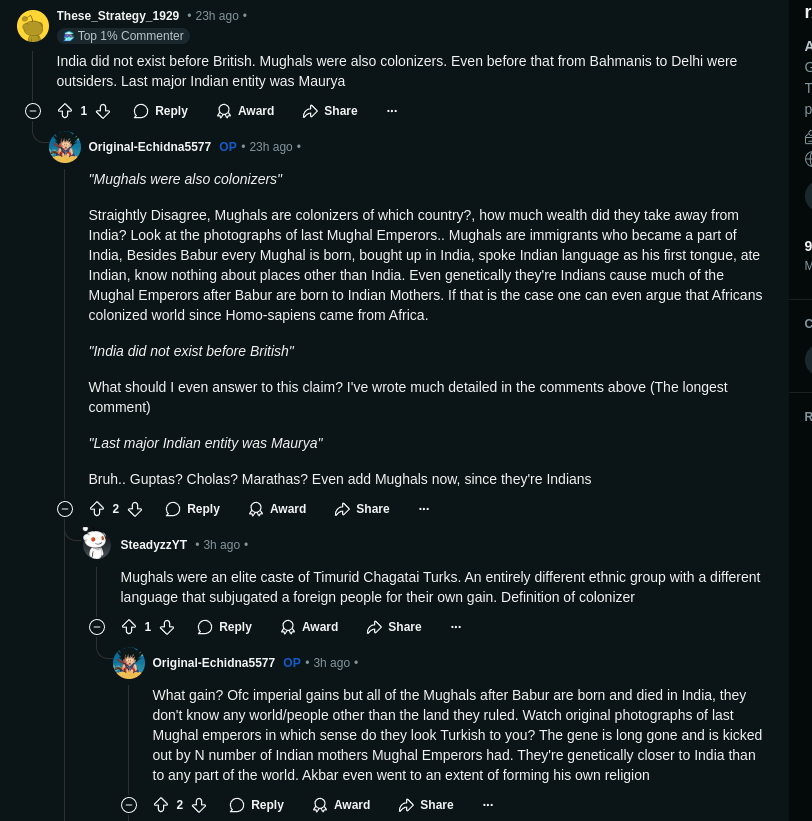 These_Strategy_1929 • 23h ago •
Top 1% Commenter
India did not exist before British. Mughals were also colonizers. Even before that from Bahmanis to Delhi were
outsiders. Last major Indian entity was Maurya
1 Reply Award Share ...
Original-Echidna5577 OP • 23h ago •
"Mughals were also colonizers"
Straightly Disagree, Mughals are colonizers of which country?, how much wealth did they take away from
India? Look at the photographs of last Mughal Emperors.. Mughals are immigrants who became a part of
India, Besides Babur every Mughal is born, bought up in India, spoke Indian language as his first tongue, ate
Indian, know nothing about places other than India. Even genetically they're Indians cause much of the
Mughal Emperors after Babur are born to Indian Mothers. If that is the case one can even argue that Africans
colonized world since Homo-sapiens came from Africa.
"India did not exist before British"
What should I even answer to this claim? I've wrote much detailed in the comments above (The longest
comment)
"Last major Indian entity was Maurya"
Bruh.. Guptas? Cholas? Marathas? Even add Mughals now, since they're Indians
2 Reply Award Share ...
SteadyzzYT • 3h ago •
Mughals were an elite caste of Timurid Chagatai Turks. An entirely different ethnic group with a different
language that subjugated a foreign people for their own gain. Definition of colonizer
1 Reply Award Share ...
Original-Echidna5577 OP • 3h ago •
What gain? Ofc imperial gains but all of the Mughals after Babur are born and died in India, they
don't know any world/people other than the land they ruled. Watch original photographs of last
Mughal emperors in which sense do they look Turkish to you? The gene is long gone and is kicked
out by N number of Indian mothers Mughal Emperors had. They're genetically closer to India than
to any part of the world. Akbar even went to an extent of forming his own religion
2 Reply Award Share ...